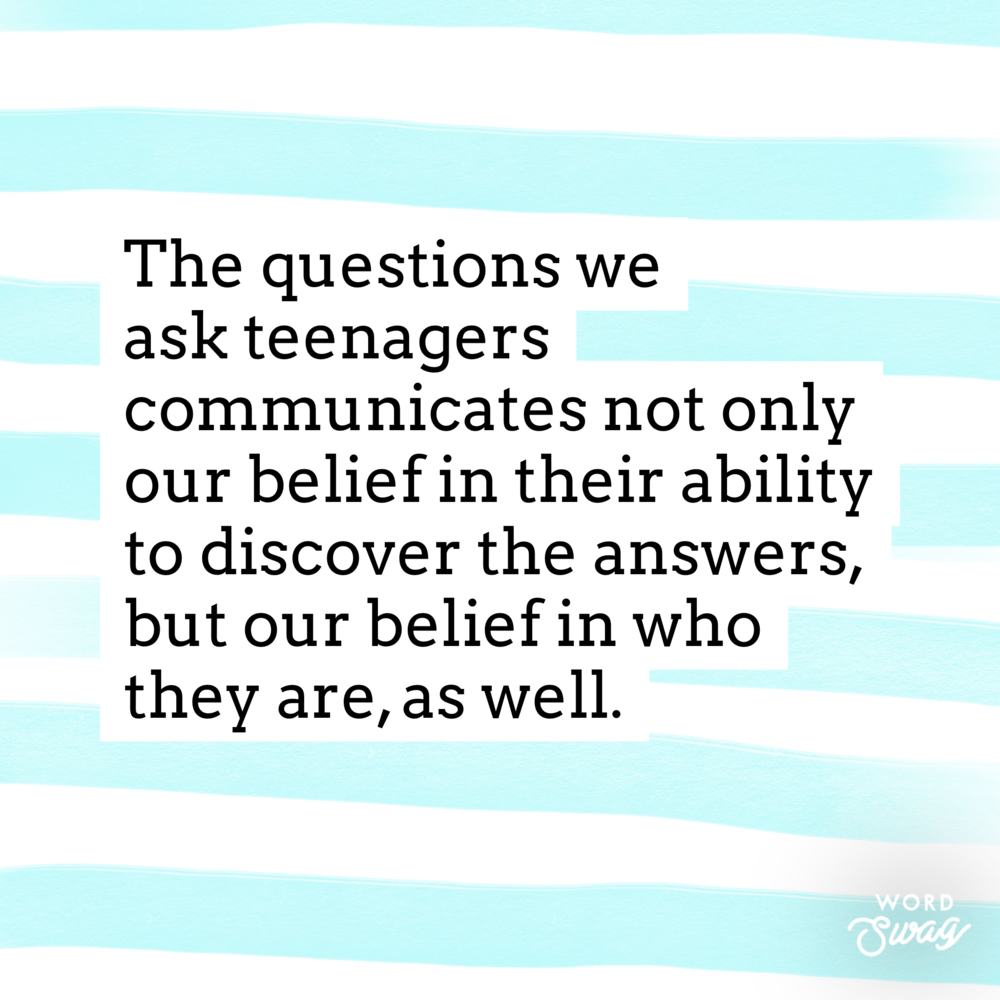 The questions we
ask teenagers
communicates not only
our belief in their ability
to discover the answers,
but our belief in who
they are, as well.
WORD
Swag